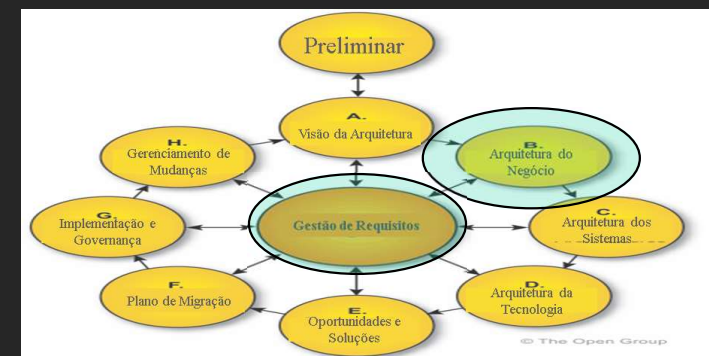 Preliminar
A.
Visão da Arquitetura
B.
Arquitetura do
Negócio
H.
Gerenciamento de
Mudanças
Gestão de Requisitos
C.
Arquitetura dos
Sistemas
G.
Implementação e
Governança
F.
Plano de Migração
D.
Arquitetura da
Tecnologia
E.
Oportunidades e
Soluções
© The Open Group